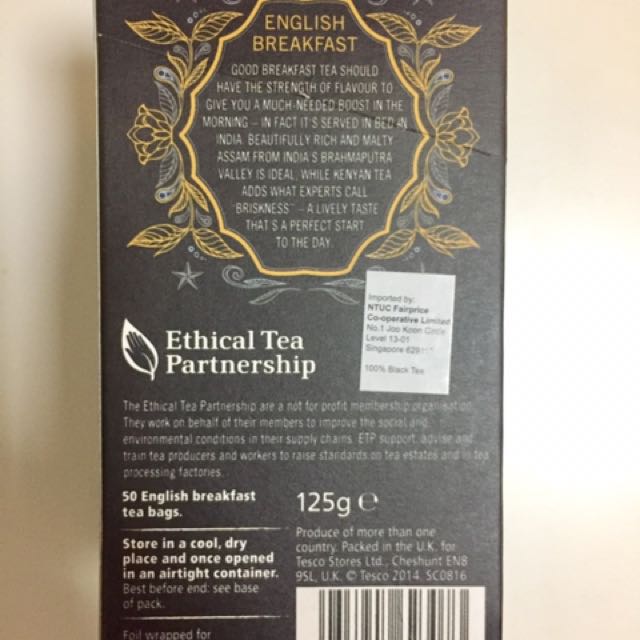 ENGLISH
BREAKFAST
GOOD BREAKFAST TEA SHOULD
HAVE THE STRENGTH OF FLAVOUR TO
GIVE YOU A MUCH-NEEDED BOOST IN THE
MORNING – IN FACT IT'S SERVED IN BED IN
INDIA. BEAUTIFULLY RICH AND MALTY
ASSAM FROM INDIA'S BRAHMAPUTRA
VALLEY IS IDEAL, WHILE KENYAN TEA
ADDS WHAT EXPERTS CALL
"BRISKNESS" – A LIVELY TASTE
THAT'S A PERFECT START
TO THE DAY.
Imported by:
NTUC Fairprice
Co-operative Limited
No.1 Joo Koon Circle
Level 13-01
Singapore
100% Black Tea
Ethical Tea
Partnership
The Ethical Tea Partnership are a not for profit membership organisation.
They work on behalf of their members to improve the social and
environmental conditions in their supply chains. ETP support, advise and
train tea producers and workers to raise standards on tea estates and in tea
processing factories.
50 English breakfast
tea bags.
125g ℮
Store in a cool, dry
place and once opened
in an airtight container.
Best before end: see base
of pack.
Produce of more than one
country. Packed in the U.K. for
Tesco Stores Ltd., Cheshunt EN8
9SL, U.K. © Tesco 2014. SC0816
Foil wrapped for